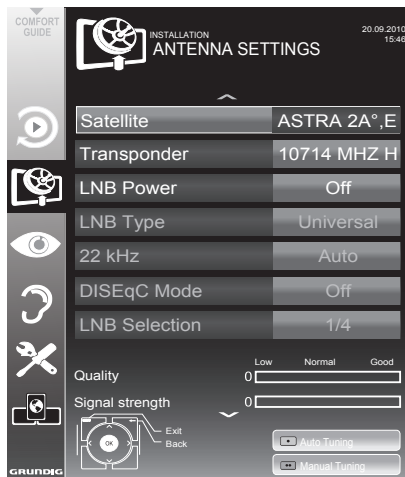 COMFORT
GUIDE
INSTALLATION
ANTENNA SETTINGS
20.09.2010
15:46
Satellite ASTRA 2A°,E
Transponder 10714 MHZ H
LNB Power Off
LNB Type Universal
22 kHz Auto
DISEqC Mode Off
LNB Selection 1/4
Low Normal Good
Quality 0
Signal strength 0
Exit
Back
OK
Auto Tuning
Manual Tuning
GRUNDIG